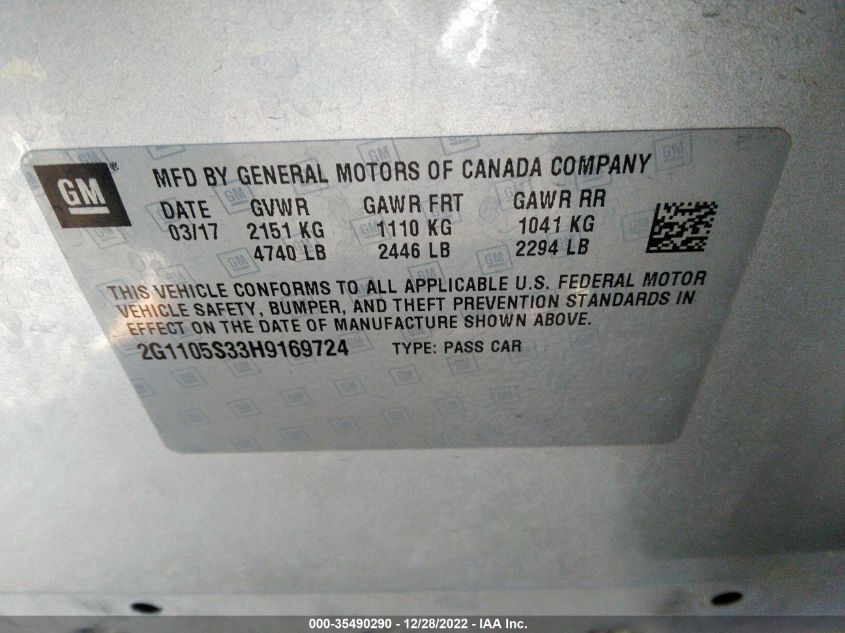 GM
MFD BY GENERAL MOTORS OF CANADA COMPANY
DATE GVWR GAWR FRT GAWR RR
03/17 2151 KG 1110 KG 1041 KG
4740 LB 2446 LB 2294 LB
THIS VEHICLE CONFORMS TO ALL APPLICABLE U.S. FEDERAL MOTOR
VEHICLE SAFETY, BUMPER, AND THEFT PREVENTION STANDARDS IN
EFFECT ON THE DATE OF MANUFACTURE SHOWN ABOVE.
2G1105S33H9169724 TYPE: PASS CAR
000-35490290 - 12/28/2022 - IAA Inc.